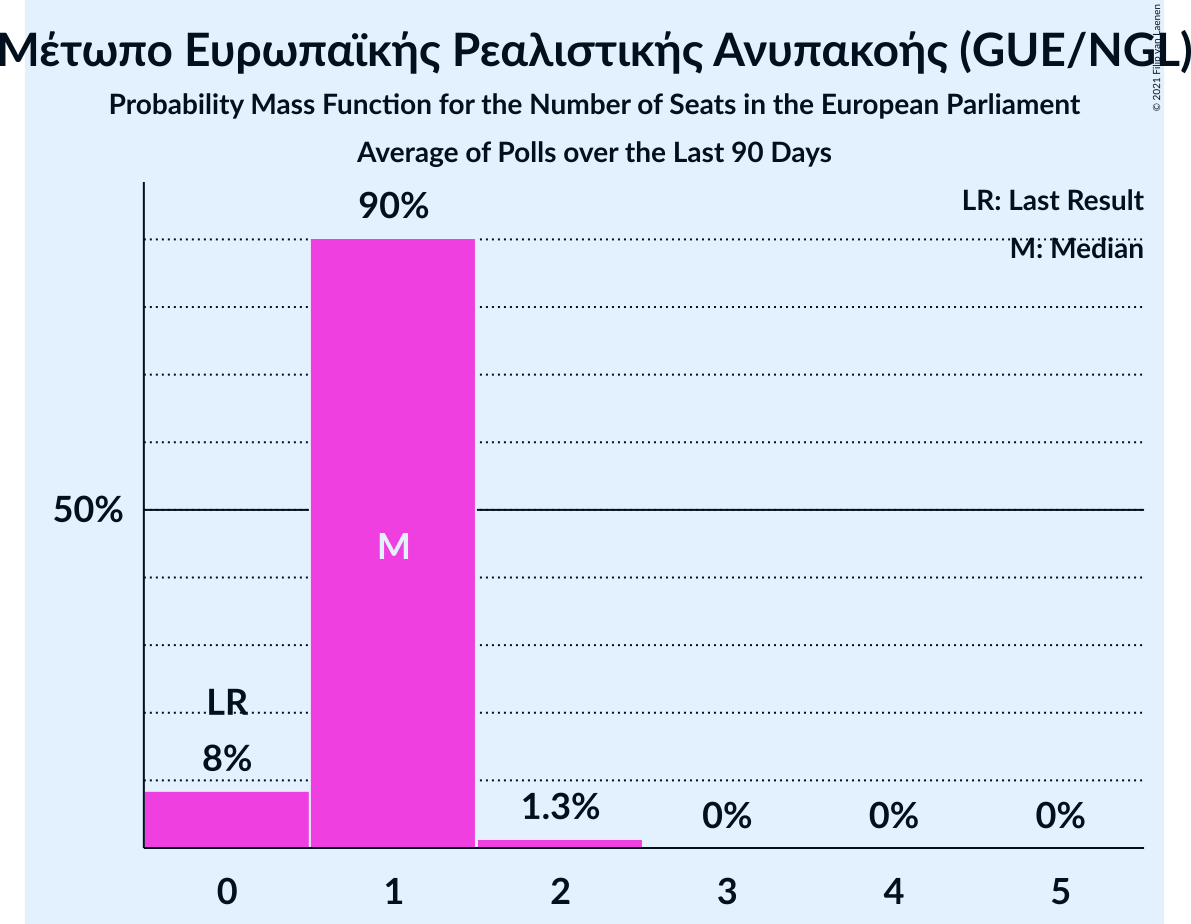 Μέτωπο Ευρωπαϊκής Ρεαλιστικής Ανυπακοής (GUE/NGL)
© 2021 Filip van Laenen
Probability Mass Function for the Number of Seats in the European Parliament
Average of Polls over the Last 90 Days
LR: Last Result
M: Median
90%
50%
M
LR
8%
1.3%
0%
0%
0%
0
1
2
3
4
5